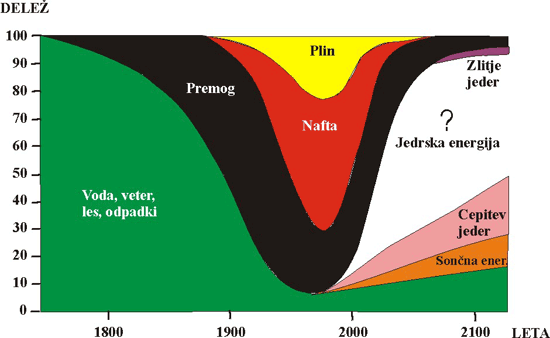 DELEŽ
100
90
80
70
60
50
40
30
20
10
0
Plin
Premog
Nafta
Zlitje
jeder
?
Jedrska energija
Voda, veter,
les, odpadki
Cepitev
jeder
Sončna ener.
1800
1900
2000
2100
LETA